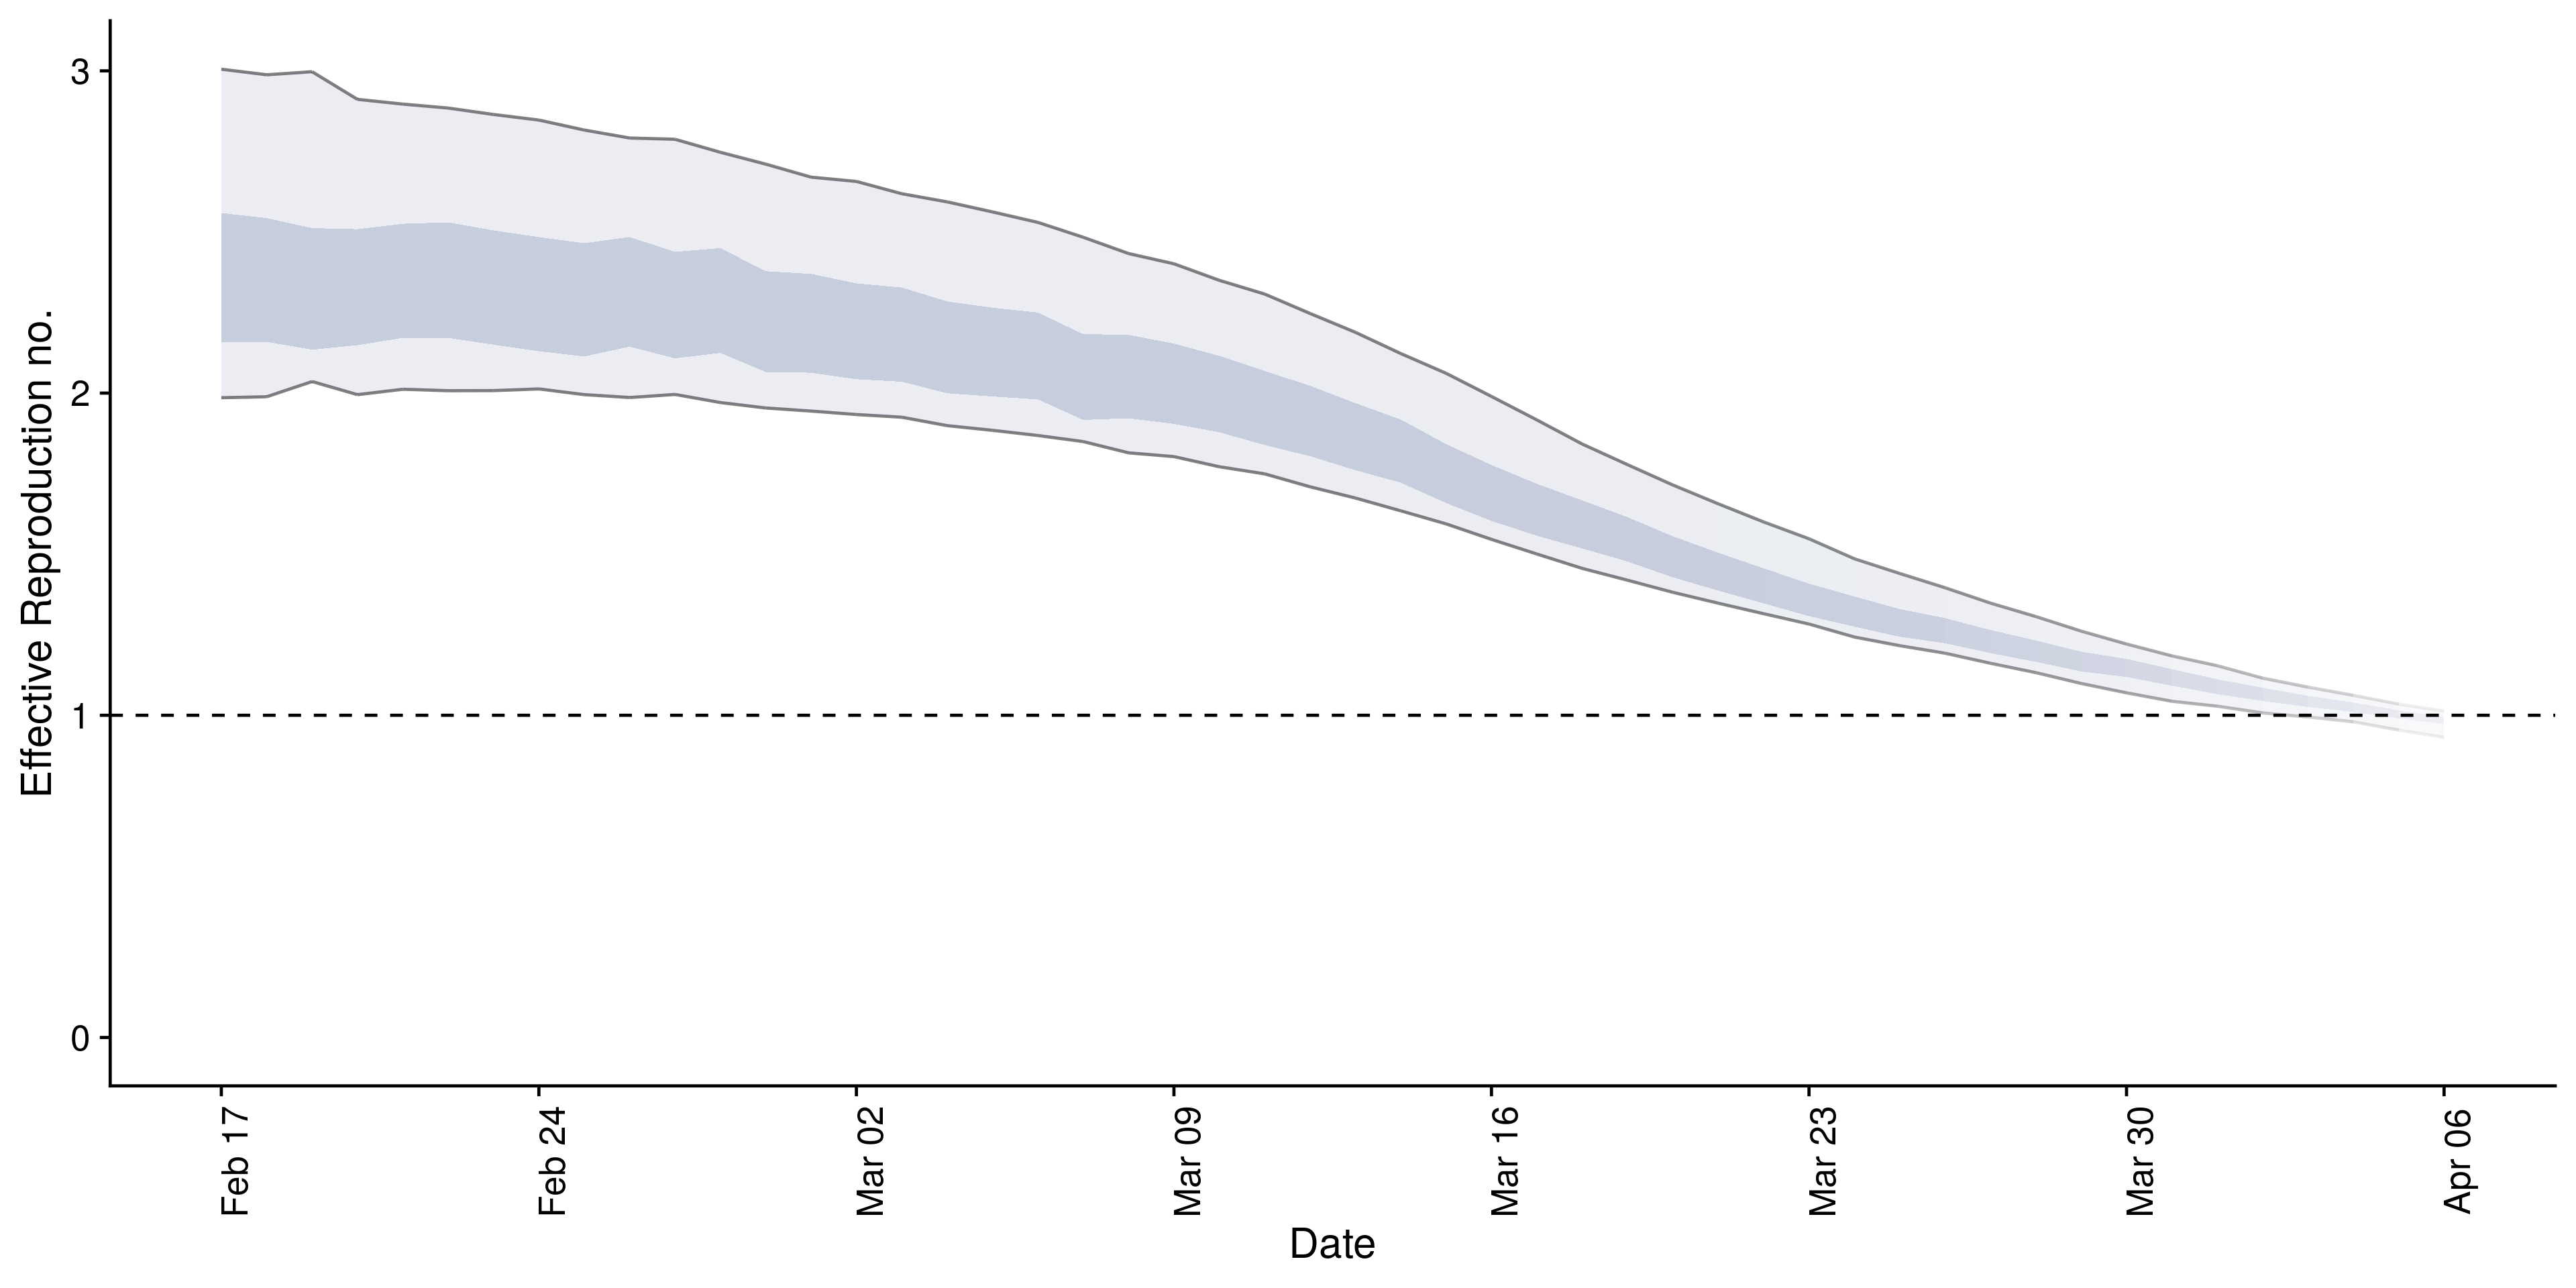 Effective Reproduction no.
3
2
1
0
Feb 17
Feb 24
Mar 02
Mar 09
Mar 16
Mar 23
Mar 30
Apr 06
Date